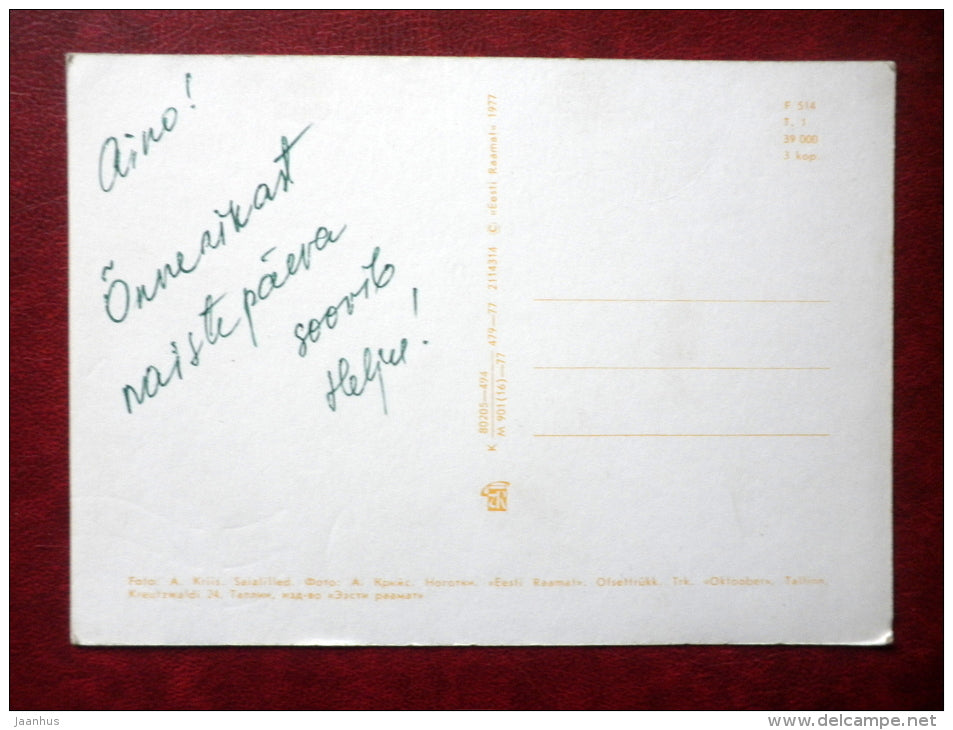 Aino!
Õnnerikast
naistepäeva
soovib
Helju!
K 80205—494 479—77 2114314 © «Eesti Raamat» 1977
M 901(16)—77
F 514
T. 1
39 000
3 kop.
Foto: A. Kriis. Saialilled. Фото: А. Крийс. Ноготки. «Eesti Raamat». Ofsettrükk. Trk. «Oktoober», Tallinn,
Kreutzwaldi 24. Таллин, изд-во «Ээсти раамат»
jaanhus
www.delcampe.net